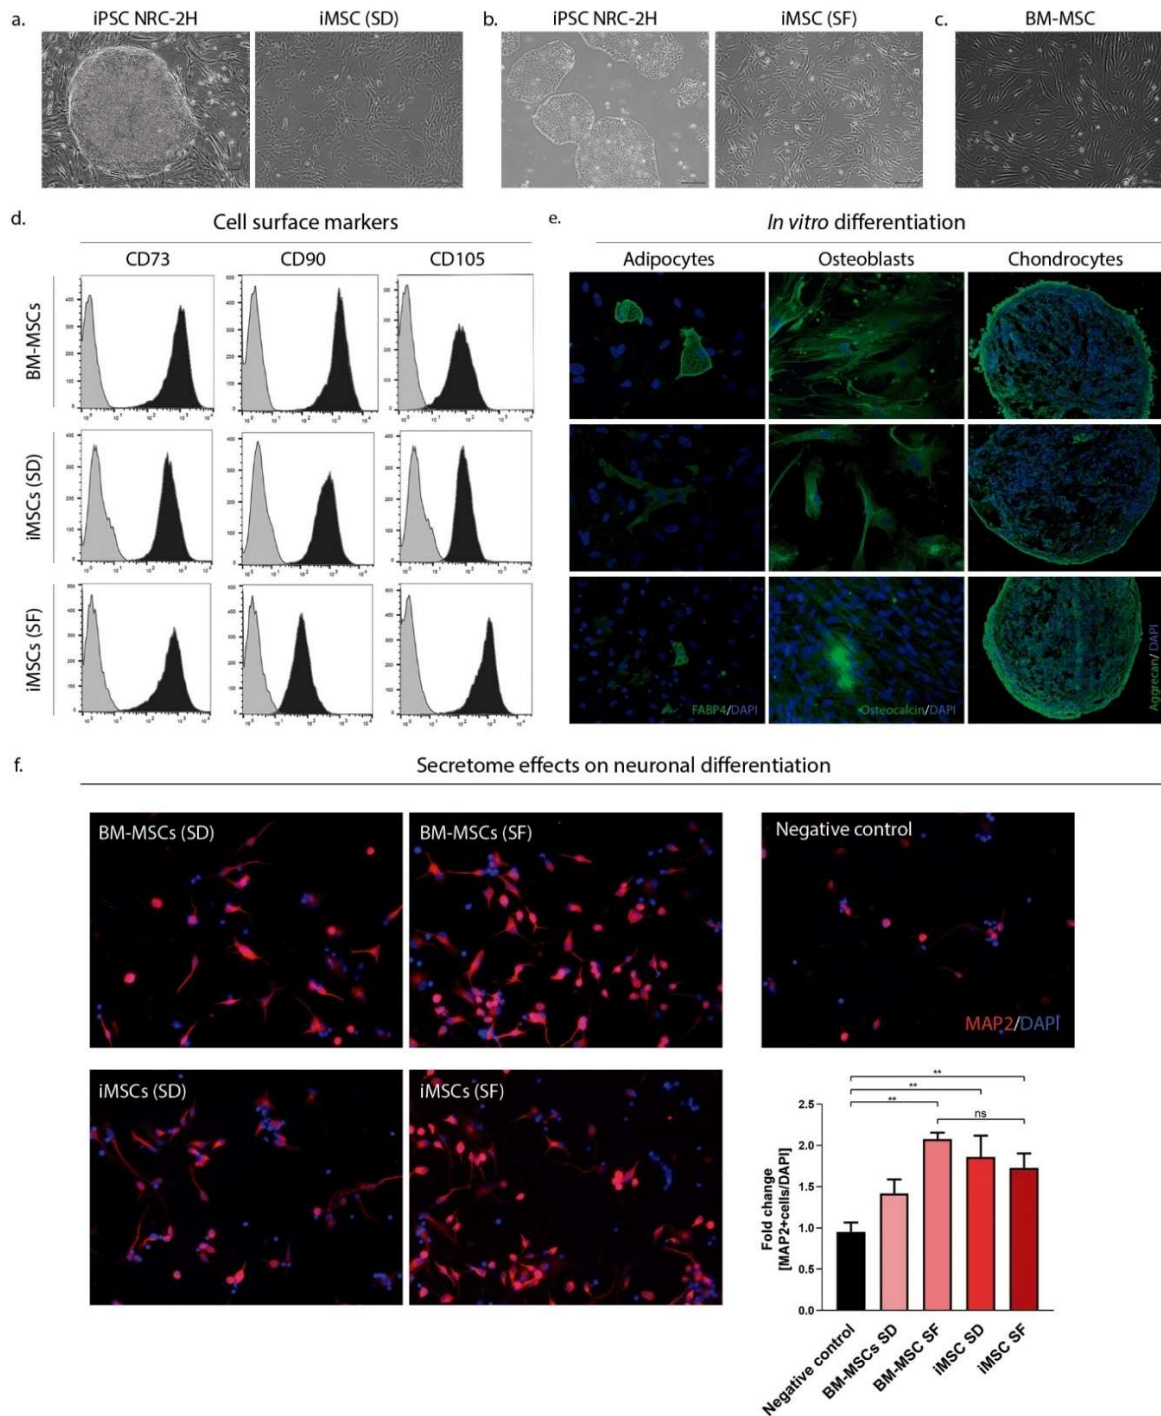 a.
iPSC NRC-2H
iMSC (SD)
b.
iPSC NRC-2H
iMSC (SF)
c.
BM-MSC
d.
Cell surface markers
CD73
CD90
CD105
BM-MSCs
iMSCs (SD)
iMSCs (SF)
e.
In vitro differentiation
Adipocytes
Osteoblasts
Chondrocytes
FABP4/DAPI
Osteocalcin/DAPI
Aggrecan/ DAPI
f.
Secretome effects on neuronal differentiation
BM-MSCs (SD)
BM-MSCs (SF)
Negative control
MAP2/DAPI
iMSCs (SD)
iMSCs (SF)
**
**
**
ns
Fold change
[MAP2+cells/DAPI]
2.5
2.0
1.5
1.0
0.5
0.0
Negative control
BM-MSCs SD
BM-MSC SF
iMSC SD
iMSC SF